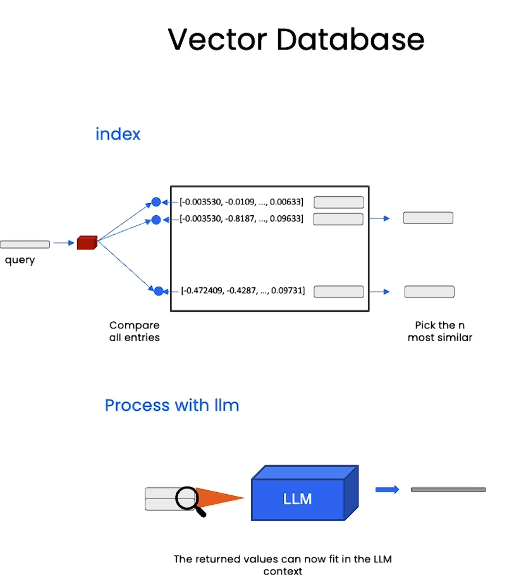 Vector Database
index
[-0.003530, -0.0109, ..., 0.00633]
[-0.003530, -0.8187, ..., 0.09633]
query
[-0.472409, -0.4287, ..., 0.09731]
Compare
all entries
Pick the n
most similar
Process with llm
LLM
The returned values can now fit in the LLM
context